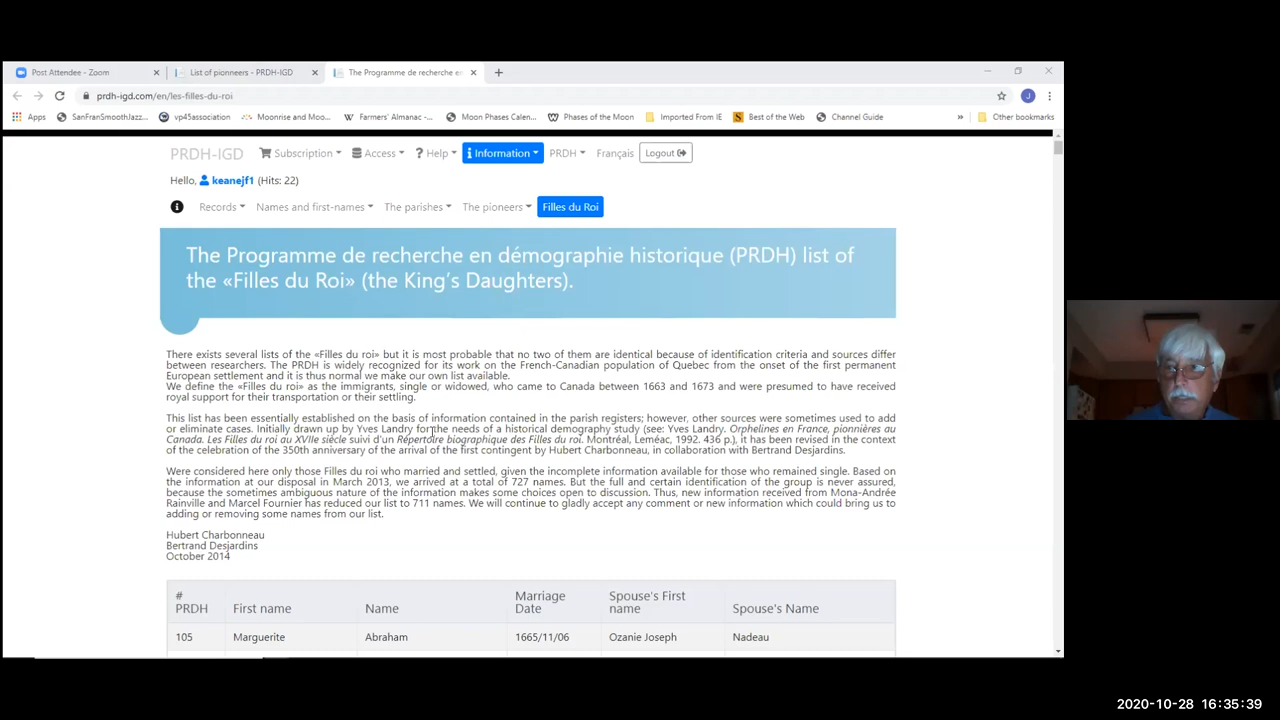 Post Attendee - Zoom
List of pionneers - PRDH-IGD
The Programme de recherche en
prdh-igd.com/en/les-filles-du-roi
Apps SanFranSmoothJazz... vp45association Moonrise and Moo... Farmers' Almanac -... Moon Phases Calen... Phases of the Moon Imported From IE Best of the Web Channel Guide » Other bookmarks
PRDH-IGD Subscription Access Help Information PRDH Français Logout
Hello, keanejf1 (Hits: 22)
Records Names and first-names The parishes The pioneers Filles du Roi
The Programme de recherche en démographie historique (PRDH) list of
the «Filles du Roi» (the King's Daughters).
There exists several lists of the «Filles du roi» but it is most probable that no two of them are identical because of identification criteria and sources differ
between researchers. The PRDH is widely recognized for its work on the French-Canadian population of Quebec from the onset of the first permanent
European settlement and it is thus normal we make our own list available.
We define the «Filles du roi» as the immigrants, single or widowed, who came to Canada between 1663 and 1673 and were presumed to have received
royal support for their transportation or their settling.
This list has been essentially established on the basis of information contained in the parish registers; however, other sources were sometimes used to add
or eliminate cases. Initially drawn up by Yves Landry for the needs of a historical demography study (see: Yves Landry. Orphelines en France, pionnières au
Canada. Les Filles du roi au XVIIe siècle suivi d'un Répertoire biographique des Filles du roi. Montréal, Leméac, 1992. 436 p.), it has been revised in the context
of the celebration of the 350th anniversary of the arrival of the first contingent by Hubert Charbonneau, in collaboration with Bertrand Desjardins.
Were considered here only those Filles du roi who married and settled, given the incomplete information available for those who remained single. Based on
the information at our disposal in March 2013, we arrived at a total of 727 names. But the full and certain identification of the group is never assured,
because the sometimes ambiguous nature of the information makes some choices open to discussion. Thus, new information received from Mona-Andrée
Rainville and Marcel Fournier has reduced our list to 711 names. We will continue to gladly accept any comment or new information which could bring us to
adding or removing some names from our list.
Hubert Charbonneau
Bertrand Desjardins
October 2014
# PRDH First name Name Marriage Date Spouse's First name Spouse's Name
105 Marguerite Abraham 1665/11/06 Ozanie Joseph Nadeau
2020-10-28 16:35:39